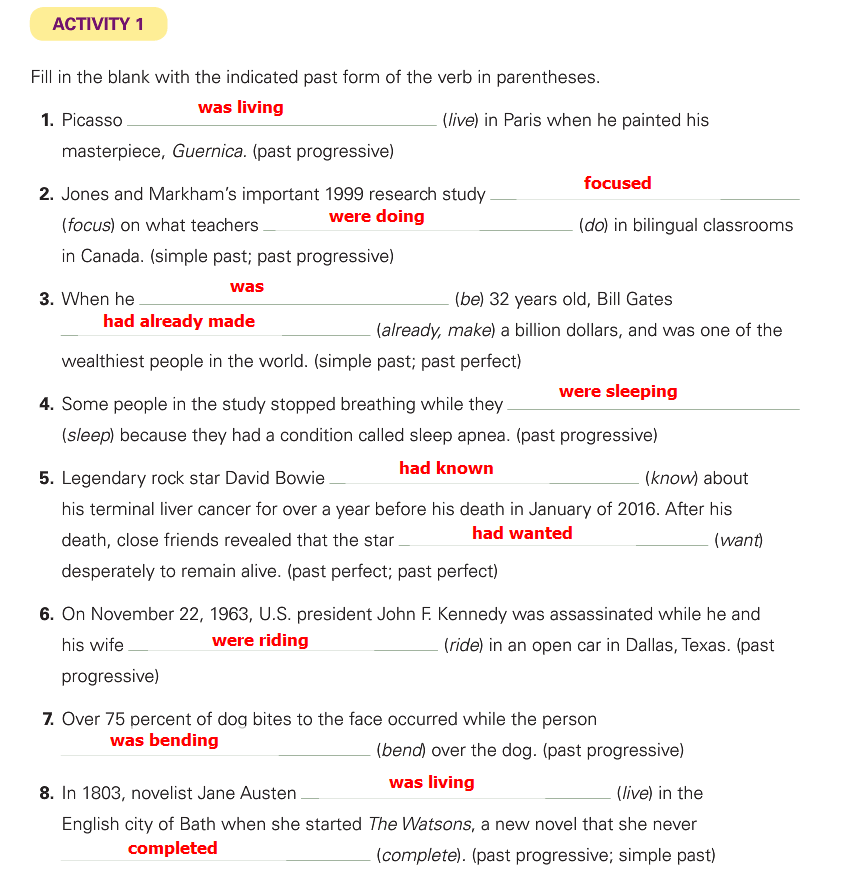 ACTIVITY 1
Fill in the blank with the indicated past form of the verb in parentheses.
1. Picasso was living (live) in Paris when he painted his
masterpiece, Guernica. (past progressive)
2. Jones and Markham's important 1999 research study focused
(focus) on what teachers were doing (do) in bilingual classrooms
in Canada. (simple past; past progressive)
3. When he was (be) 32 years old, Bill Gates
had already made (already, make) a billion dollars, and was one of the
wealthiest people in the world. (simple past; past perfect)
4. Some people in the study stopped breathing while they were sleeping
(sleep) because they had a condition called sleep apnea. (past progressive)
5. Legendary rock star David Bowie had known (know) about
his terminal liver cancer for over a year before his death in January of 2016. After his
death, close friends revealed that the star had wanted (want)
desperately to remain alive. (past perfect; past perfect)
6. On November 22, 1963, U.S. president John F. Kennedy was assassinated while he and
his wife were riding (ride) in an open car in Dallas, Texas. (past
progressive)
7. Over 75 percent of dog bites to the face occurred while the person
was bending (bend) over the dog. (past progressive)
8. In 1803, novelist Jane Austen was living (live) in the
English city of Bath when she started The Watsons, a new novel that she never
completed (complete). (past progressive; simple past)